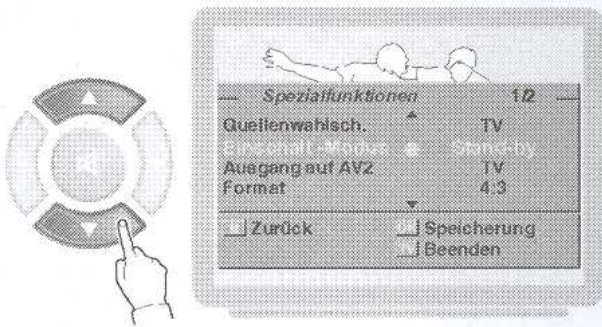 Spezialfunktionen 1/2
Quellenwahlsch. TV
Einschalt.-Modus Stand-by
Ausgang auf AV2 TV
Format 4:3
Zurück Speicherung
Beenden